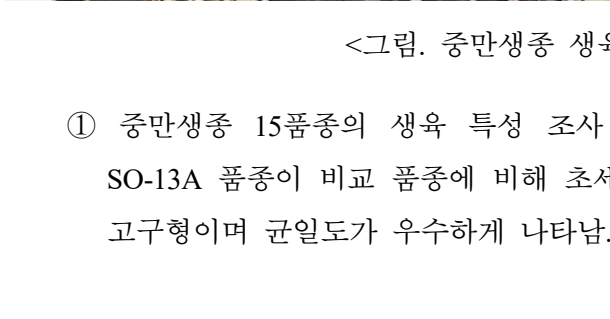 <그림. 중만생종 생육
① 중만생종 15품종의 생육 특성 조사
SO-13A 품종이 비교 품종에 비해 초세
고구형이며 균일도가 우수하게 나타남.